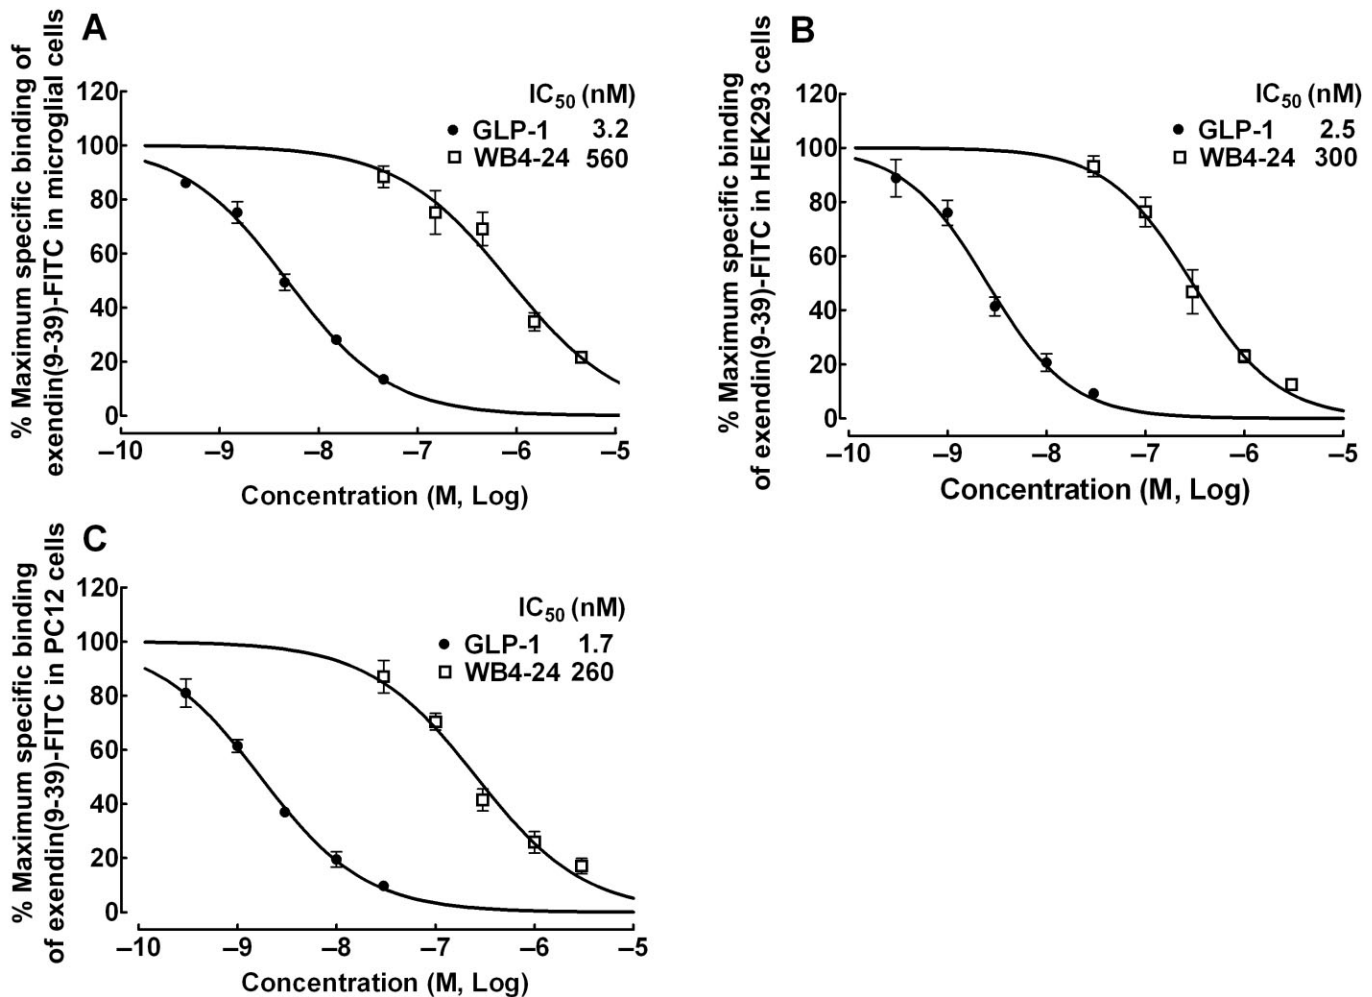 A
% Maximum specific binding of
exendin(9-39)-FITC in microglial cells
120
100
80
60
40
20
0
IC50 (nM)
GLP-1 3.2
WB4-24 560
–10 –9 –8 –7 –6 –5
Concentration (M, Log)
B
% Maximum specific binding
of exendin(9-39)-FITC in HEK293 cells
120
100
80
60
40
20
0
IC50 (nM)
GLP-1 2.5
WB4-24 300
–10 –9 –8 –7 –6 –5
Concentration (M, Log)
C
% Maximum specific binding
of exendin(9-39)-FITC in PC12 cells
120
100
80
60
40
20
0
IC50 (nM)
GLP-1 1.7
WB4-24 260
–10 –9 –8 –7 –6 –5
Concentration (M, Log)